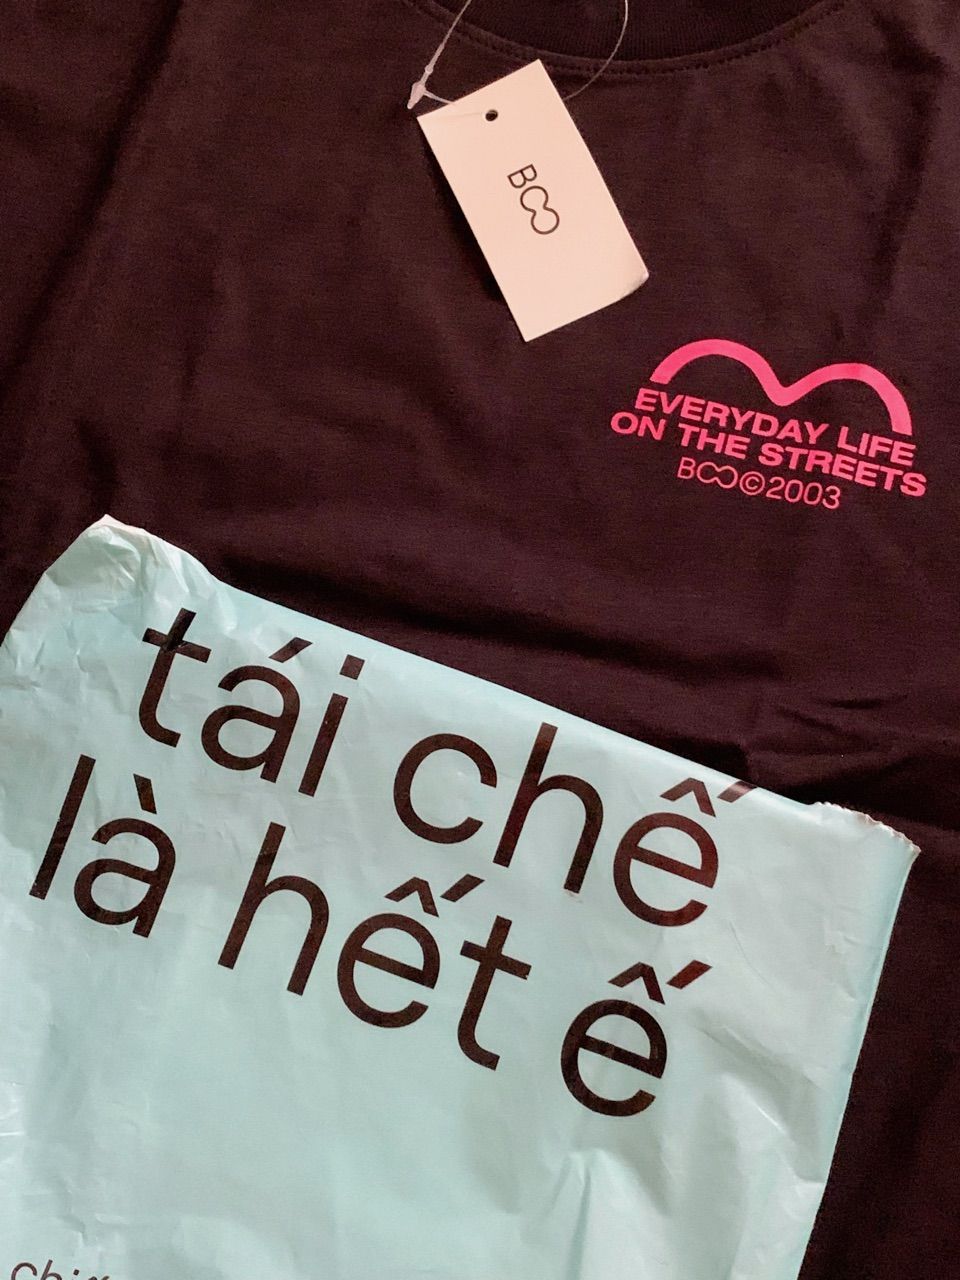 BOO
EVERYDAY LIFE
ON THE STREETS
BOO©2003
tái chế
là hết ế